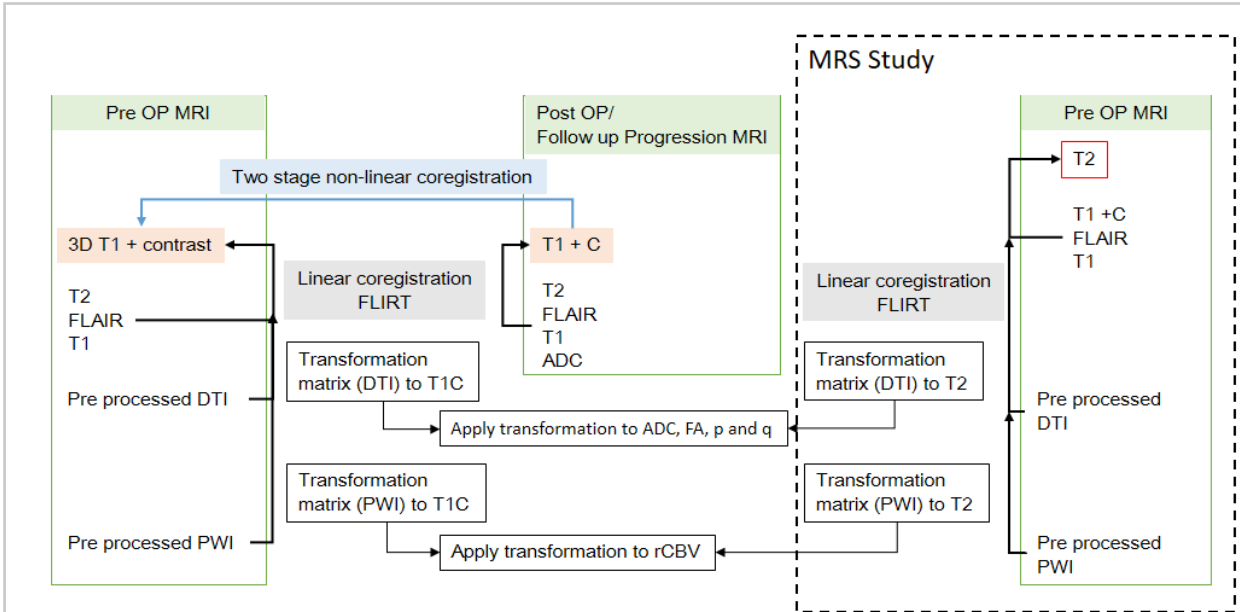 MRS Study
Pre OP MRI
Post OP/
Follow up Progression MRI
Pre OP MRI
Two stage non-linear coregistration
T2
3D T1 + contrast
T1 + C
T1 +C
FLAIR
T1
Linear coregistration
FLIRT
Linear coregistration
FLIRT
T2
FLAIR
T1
T2
FLAIR
T1
ADC
Transformation
matrix (DTI) to T1C
Transformation
matrix (DTI) to T2
Pre processed DTI
Pre processed
DTI
Apply transformation to ADC, FA, p and q
Transformation
matrix (PWI) to T1C
Transformation
matrix (PWI) to T2
Pre processed PWI
Pre processed
PWI
Apply transformation to rCBV